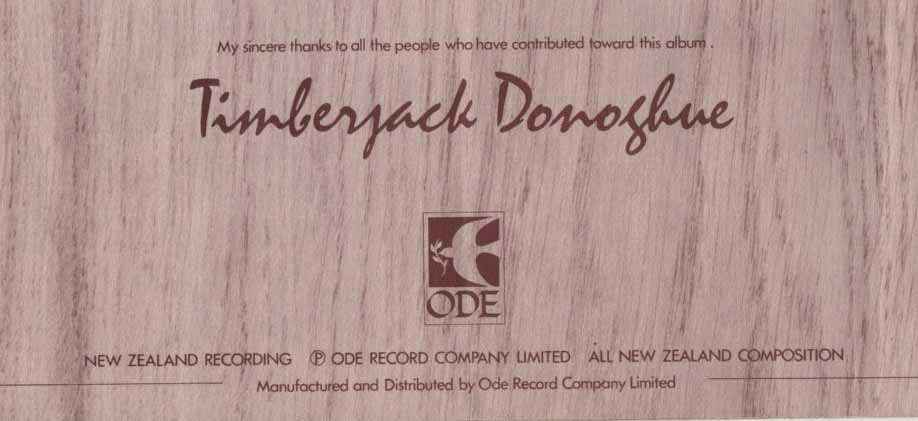 My sincere thanks to all the people who have contributed toward this album.
Timberjack Donoghue
ODE
NEW ZEALAND RECORDING Ⓟ ODE RECORD COMPANY LIMITED ALL NEW ZEALAND COMPOSITION
Manufactured and Distributed by Ode Record Company Limited